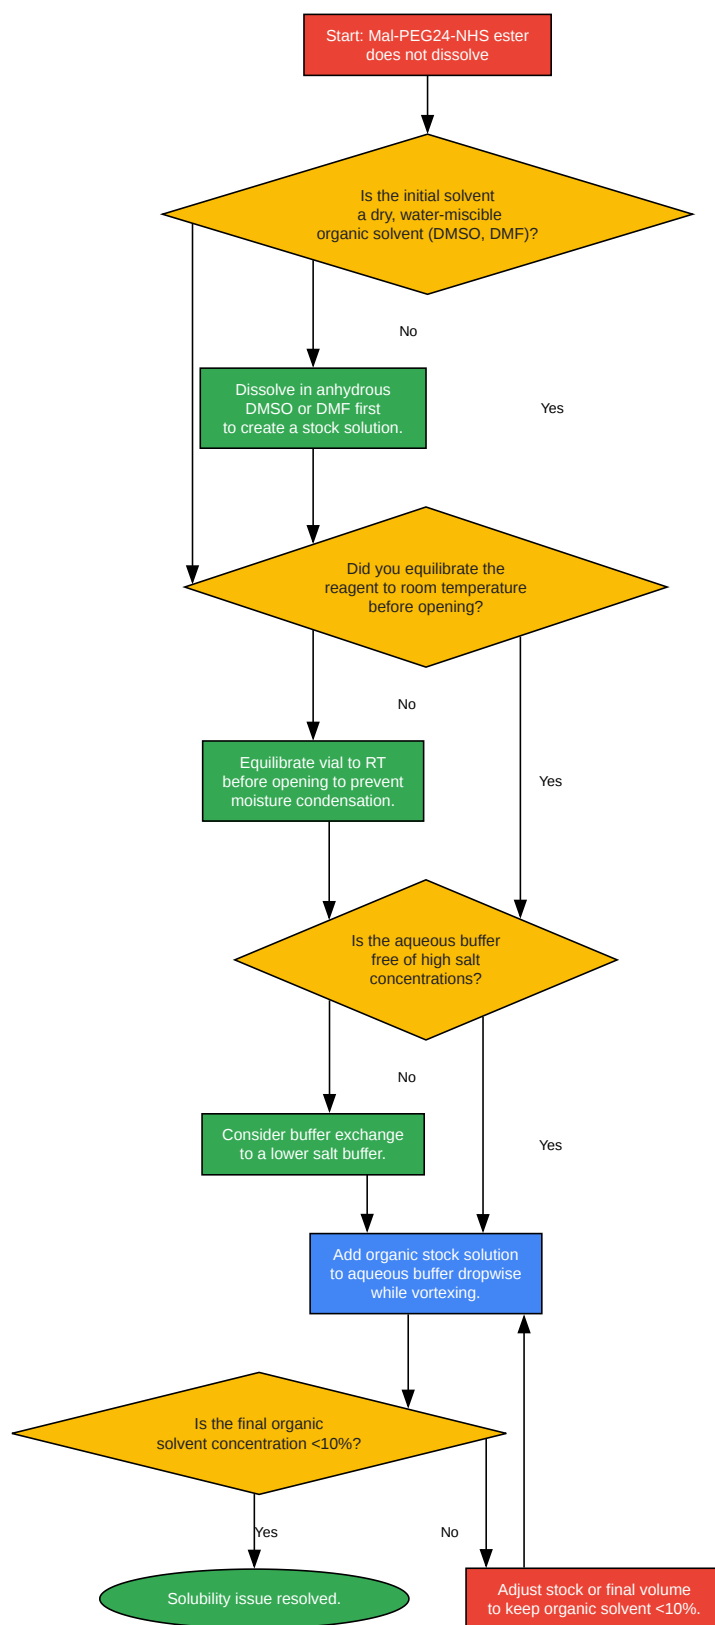 Start: Mal-PEG24-NHS ester
does not dissolve
Is the initial solvent
a dry, water-miscible
organic solvent (DMSO, DMF)?
No
Dissolve in anhydrous
DMSO or DMF first
to create a stock solution.
Yes
Did you equilibrate the
reagent to room temperature
before opening?
No
Equilibrate vial to RT
before opening to prevent
moisture condensation.
Yes
Is the aqueous buffer
free of high salt
concentrations?
No
Consider buffer exchange
to a lower salt buffer.
Yes
Add organic stock solution
to aqueous buffer dropwise
while vortexing.
Is the final organic
solvent concentration <10%?
Yes
No
Solubility issue resolved.
Adjust stock or final volume
to keep organic solvent <10%.